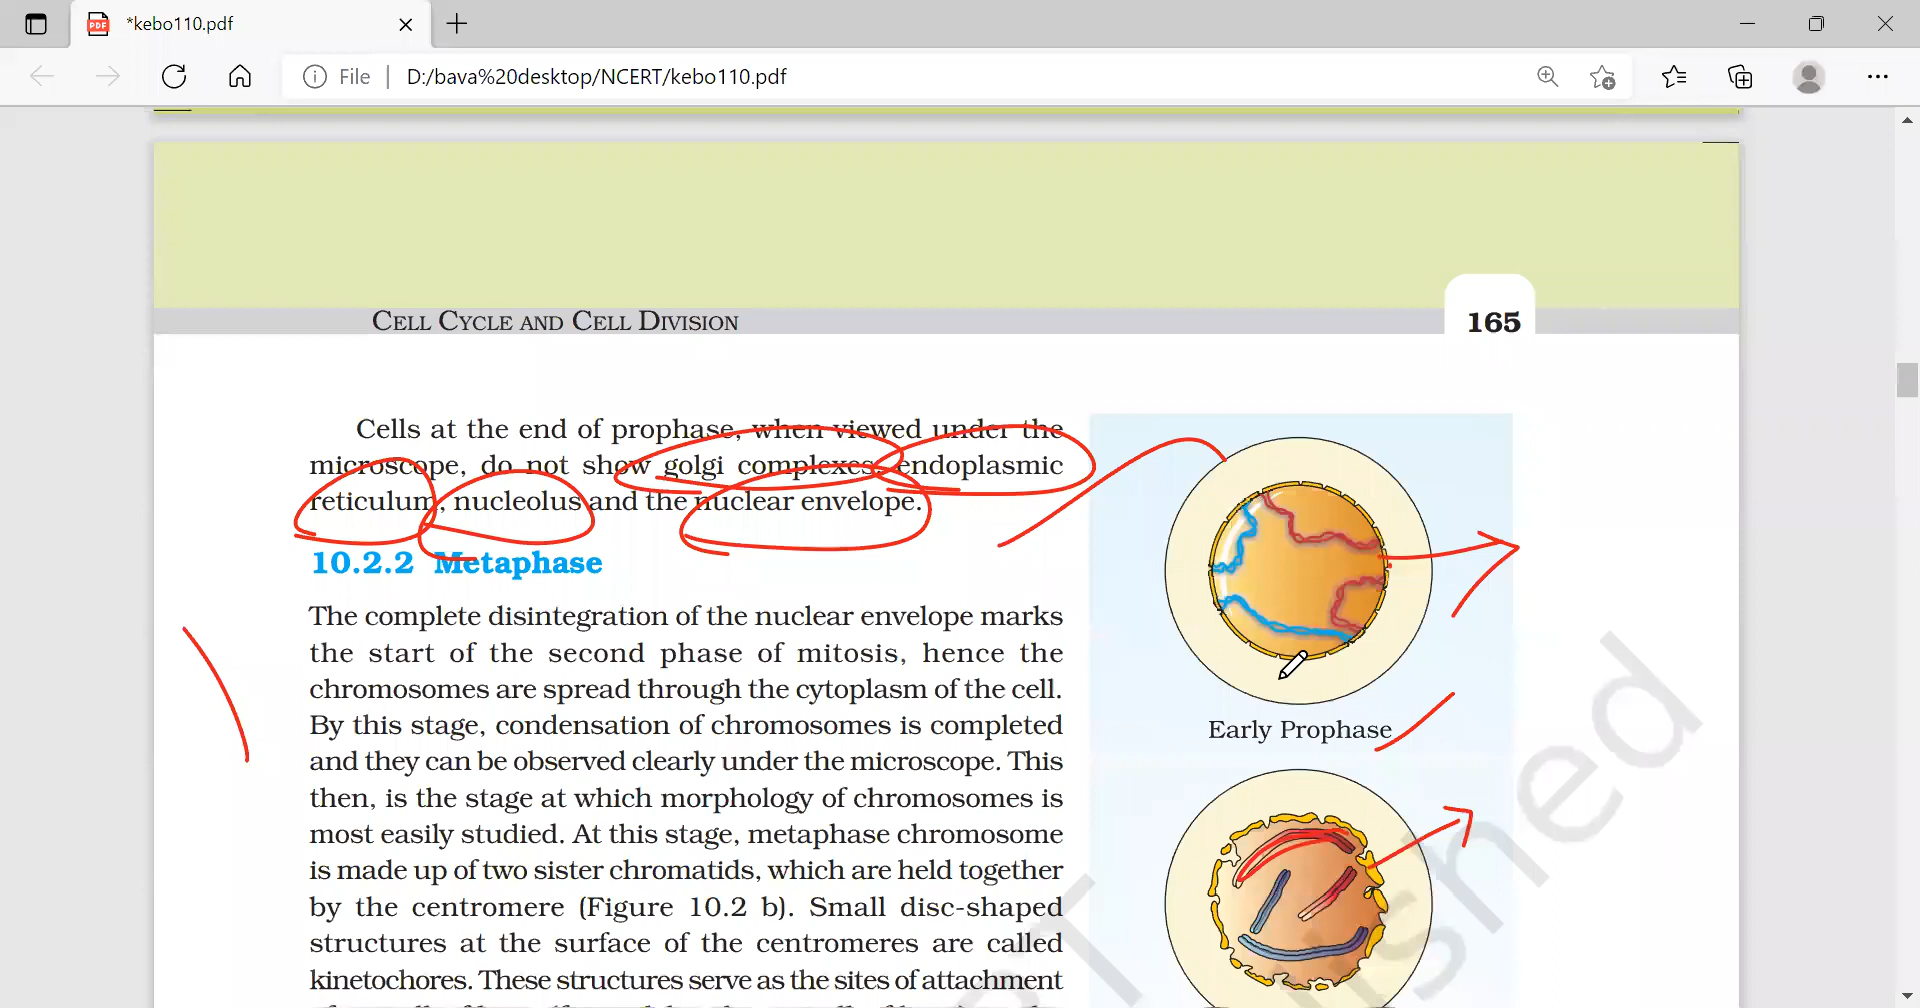 *kebo110.pdf
File
D:/bava%20desktop/NCERT/kebo110.pdf
CELL CYCLE AND CELL DIVISION
165
Cells at the end of prophase, when viewed under the
microscope, do not show golgi complexes, endoplasmic
reticulum, nucleolus and the nuclear envelope.
10.2.2 Metaphase
The complete disintegration of the nuclear envelope marks
the start of the second phase of mitosis, hence the
chromosomes are spread through the cytoplasm of the cell.
By this stage, condensation of chromosomes is completed
and they can be observed clearly under the microscope. This
then, is the stage at which morphology of chromosomes is
most easily studied. At this stage, metaphase chromosome
is made up of two sister chromatids, which are held together
by the centromere (Figure 10.2 b). Small disc-shaped
structures at the surface of the centromeres are called
kinetochores. These structures serve as the sites of attachment
Early Prophase